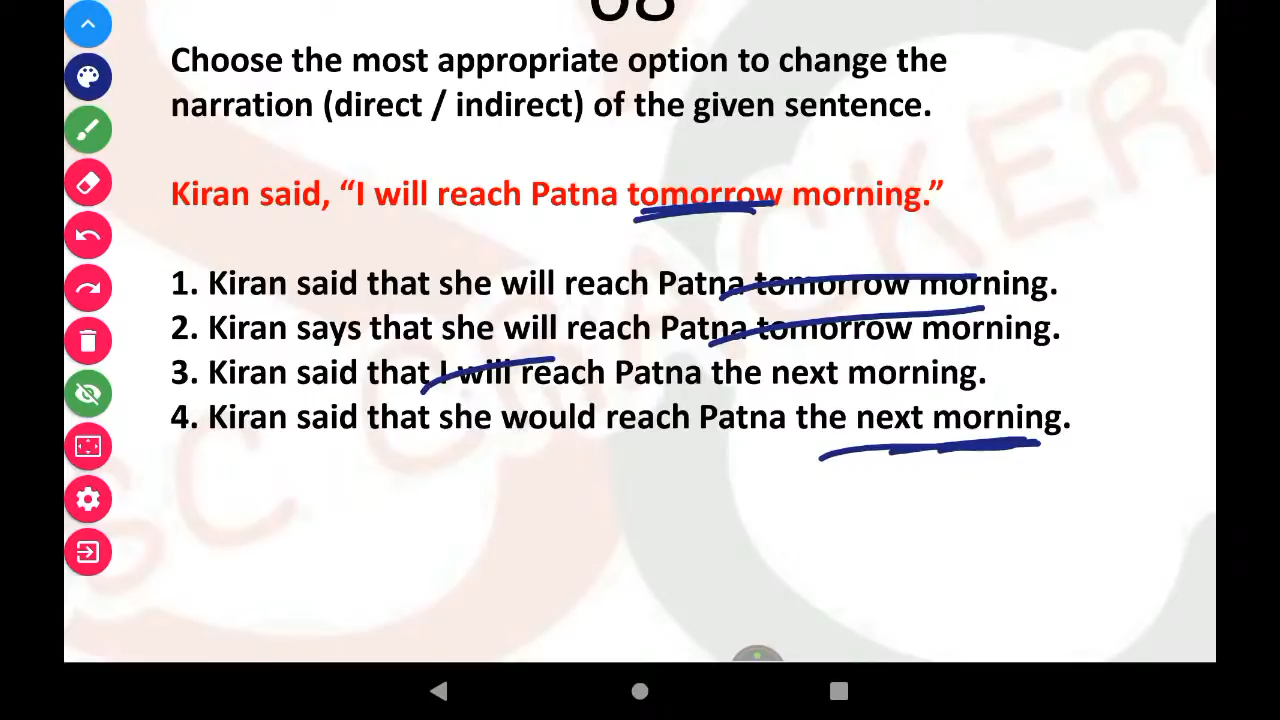 68
Choose the most appropriate option to change the
narration (direct / indirect) of the given sentence.
Kiran said, “I will reach Patna tomorrow morning.”
1. Kiran said that she will reach Patna tomorrow morning.
2. Kiran says that she will reach Patna tomorrow morning.
3. Kiran said that I will reach Patna the next morning.
4. Kiran said that she would reach Patna the next morning.